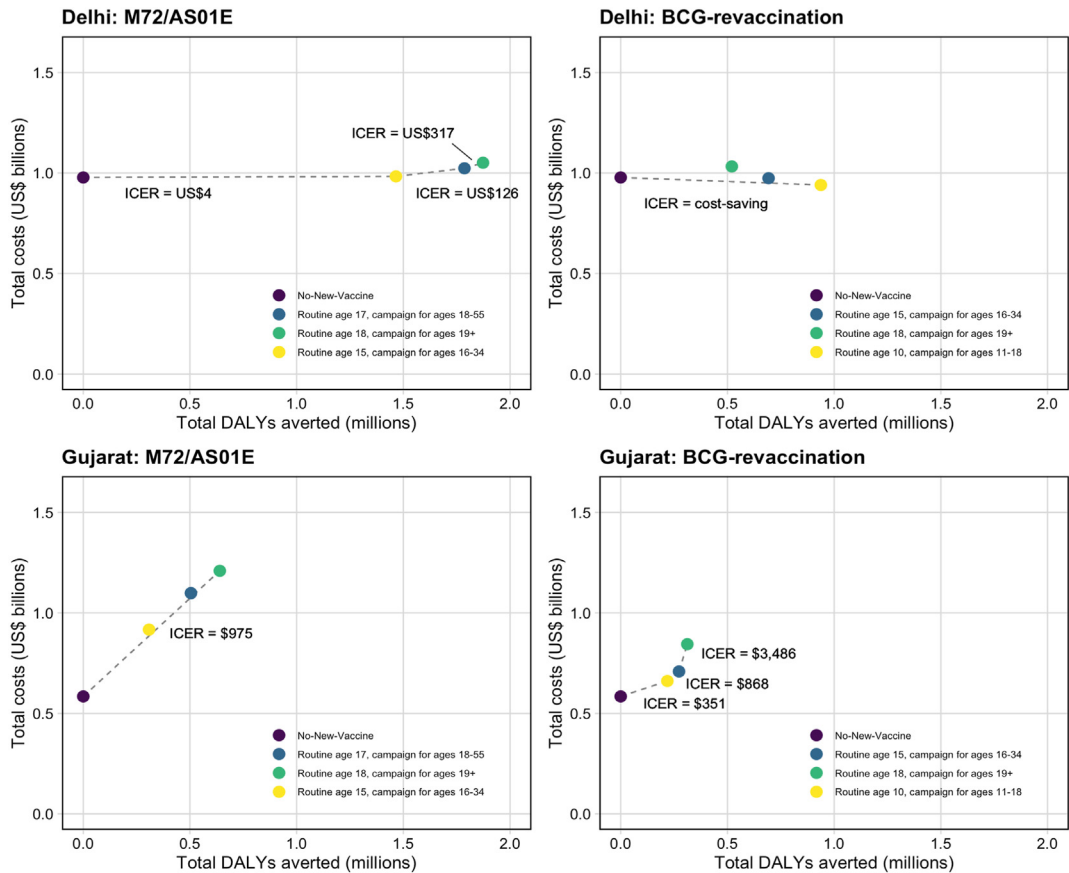 Delhi: M72/AS01E
Total costs (US$ billions)
1.5
1.0
0.5
0.0
ICER = US$317
ICER = US$4
ICER = US$126
No-New-Vaccine
Routine age 17, campaign for ages 18-55
Routine age 18, campaign for ages 19+
Routine age 15, campaign for ages 16-34
0.0 0.5 1.0 1.5 2.0
Total DALYs averted (millions)
Delhi: BCG-revaccination
Total costs (US$ billions)
1.5
1.0
0.5
0.0
ICER = cost-saving
No-New-Vaccine
Routine age 15, campaign for ages 16-34
Routine age 18, campaign for ages 19+
Routine age 10, campaign for ages 11-18
0.0 0.5 1.0 1.5 2.0
Total DALYs averted (millions)
Gujarat: M72/AS01E
Total costs (US$ billions)
1.5
1.0
0.5
0.0
ICER = $975
No-New-Vaccine
Routine age 17, campaign for ages 18-55
Routine age 18, campaign for ages 19+
Routine age 15, campaign for ages 16-34
0.0 0.5 1.0 1.5 2.0
Total DALYs averted (millions)
Gujarat: BCG-revaccination
Total costs (US$ billions)
1.5
1.0
0.5
0.0
ICER = $3,486
ICER = $868
ICER = $351
No-New-Vaccine
Routine age 15, campaign for ages 16-34
Routine age 18, campaign for ages 19+
Routine age 10, campaign for ages 11-18
0.0 0.5 1.0 1.5 2.0
Total DALYs averted (millions)